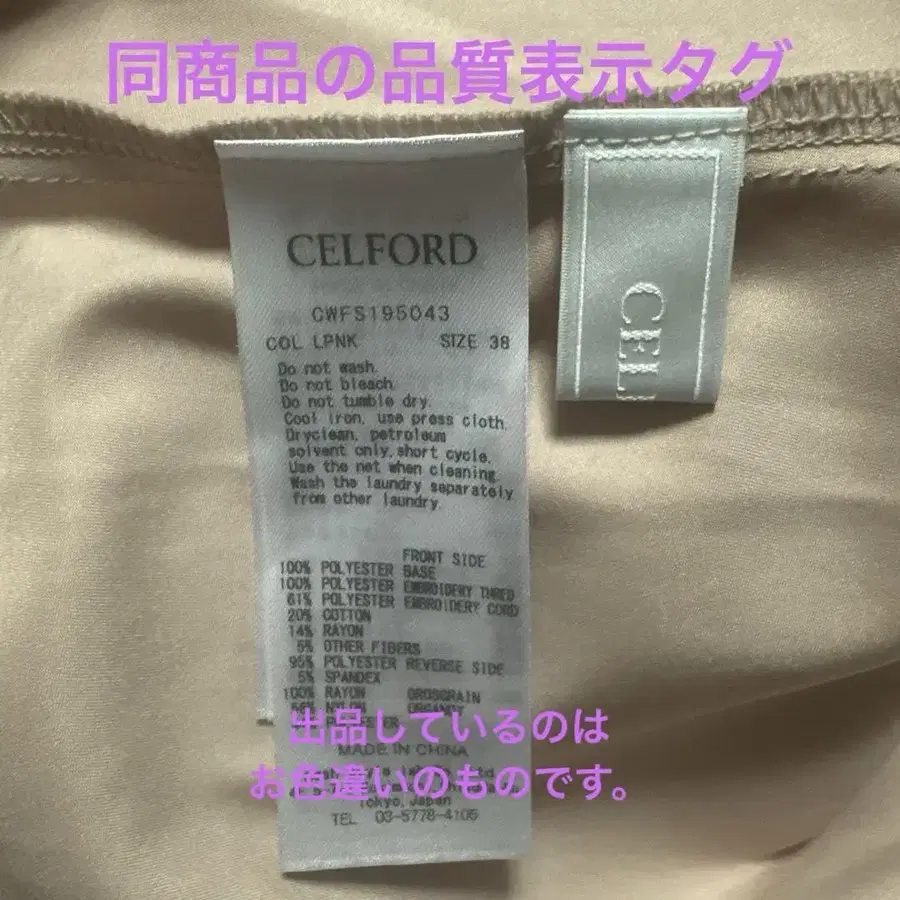 同商品の品質表示タグ
CELFORD
CWFS195043
COL LPNK SIZE 38
Do not wash.
Do not bleach.
Do not tumble dry.
Cool iron, use press cloth.
Dryclean, petroleum
solvent only, short cycle.
Use the net when cleaning.
Wash the laundry separately
from other laundry.
FRONT SIDE
100% POLYESTER BASE
100% POLYESTER EMBROIDERY THRED
61% POLYESTER EMBROIDERY CORD
20% COTTON
14% RAYON
5% OTHER FIBERS
95% POLYESTER REVERSE SIDE
5% SPANDEX
100% RAYON GROSGRAIN
NYLON ORGANDY
出品しているのは
MADE IN CHINA
お色違いのものです。
Tokyo, Japan
TEL 03-5778-4105
CEL